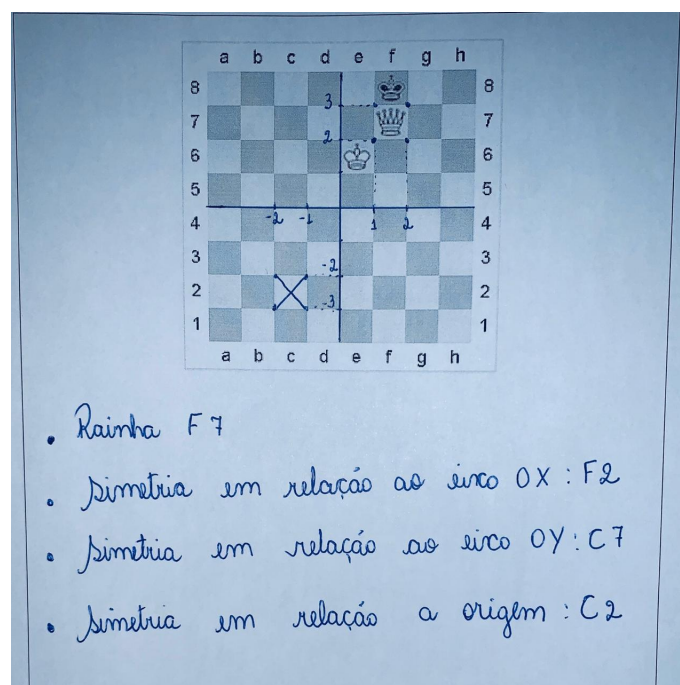 a b c d e f g h
8 3 8
7 7
2
6 6
5 5
-2 -1 1 2
4 4
3 3
-2
2 2
-3
1 1
a b c d e f g h
• Rainha F7
• Simetria em relação ao eixo OX : F2
• Simetria em relação ao eixo OY : C7
• Simetria em relação a origem : C2